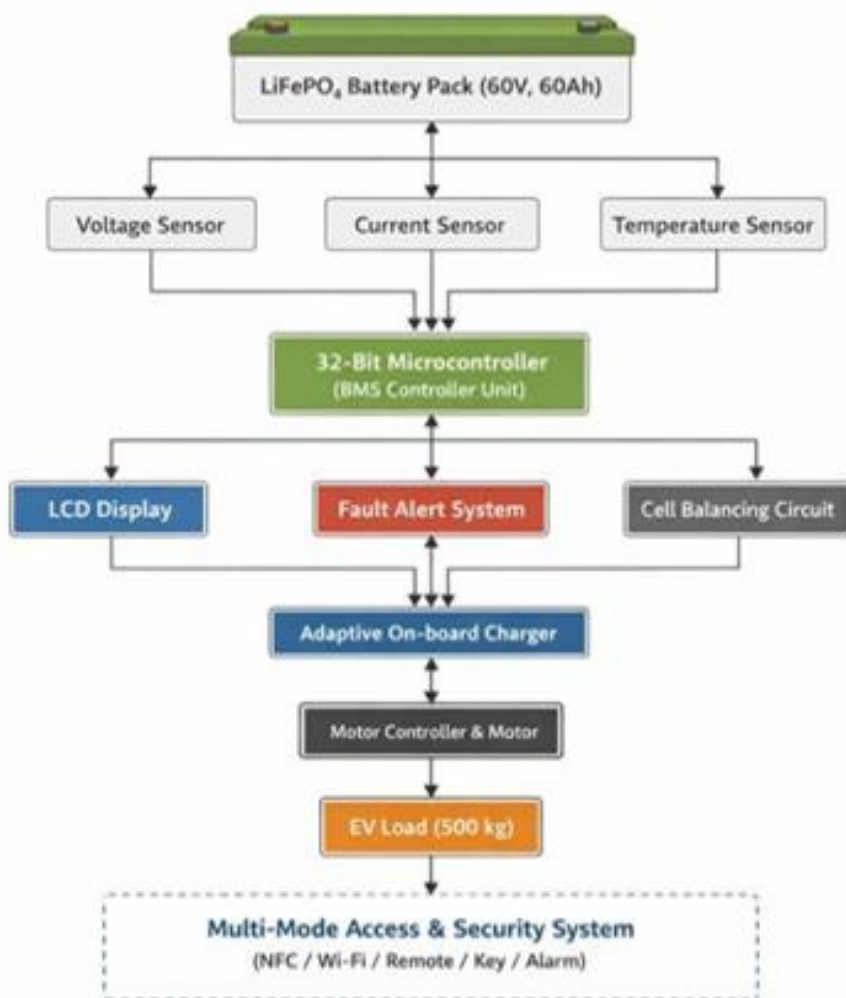 LiFePO₄ Battery Pack (60V, 60Ah)
Voltage Sensor
Current Sensor
Temperature Sensor
32-Bit Microcontroller
(BMS Controller Unit)
LCD Display
Fault Alert System
Cell Balancing Circuit
Adaptive On-board Charger
Motor Controller & Motor
EV Load (500 kg)
Multi-Mode Access & Security System
(NFC / Wi-Fi / Remote / Key / Alarm)